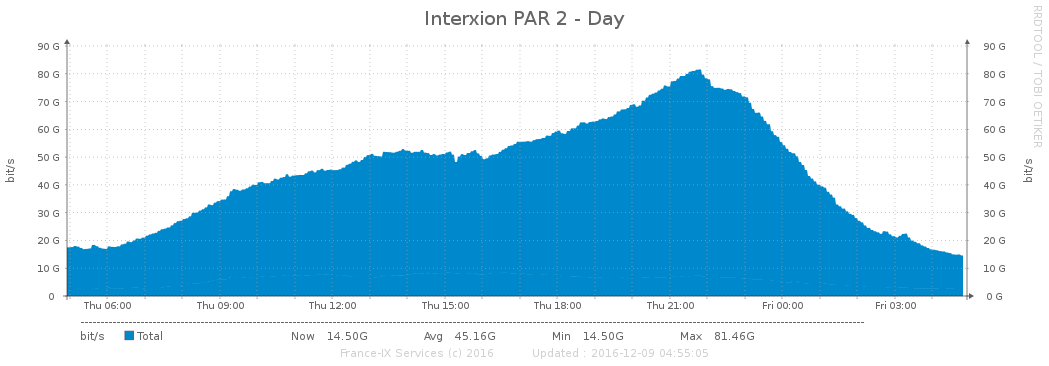 Interxion PAR 2 - Day
RRDTOOL / TOBI OETIKER
90 G 90 G
80 G 80 G
70 G 70 G
60 G 60 G
50 G 50 G
40 G 40 G
30 G 30 G
20 G 20 G
10 G 10 G
0 0 G
bit/s bit/s
Thu 06:00 Thu 09:00 Thu 12:00 Thu 15:00 Thu 18:00 Thu 21:00 Fri 00:00 Fri 03:00
bit/s Total Now 14.50G Avg 45.16G Min 14.50G Max 81.46G
France-IX Services (c) 2016 Updated : 2016-12-09 04:55:05